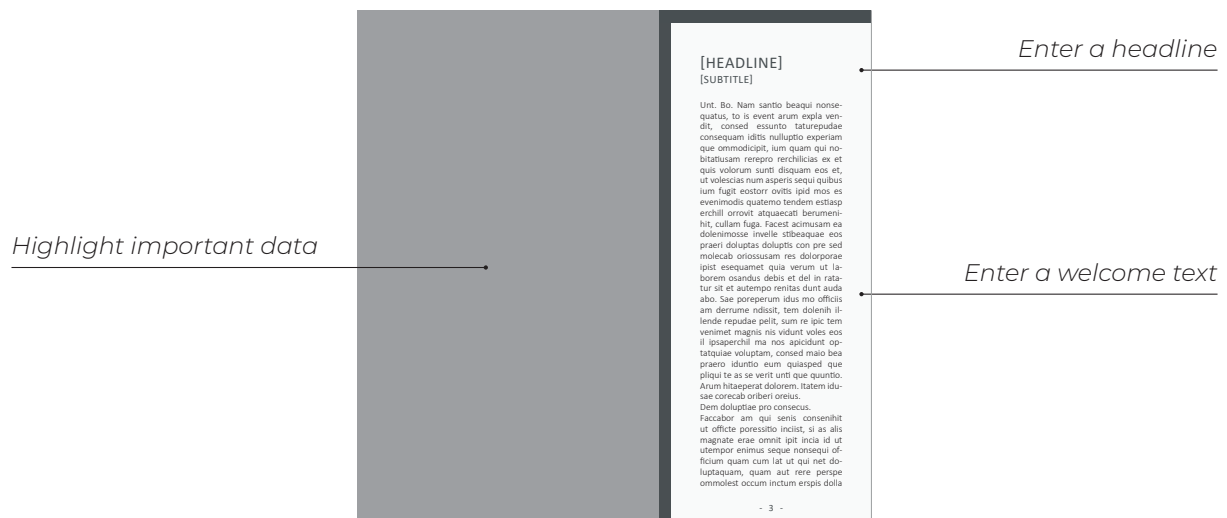 Highlight important data
[HEADLINE]
[SUBTITLE]
Unt. Bo. Nam santio beaqui nonse-
quatus, to is event arum expla ven-
dit, consed essunto taturepudae
consequam iditis nulluptio experiam
que ommodicipit, ium quam qui no-
bitatiusam rerepro rerchilicias ex et
quis volorum sunti disquam eos et,
ut volescias num asperis sequi quibus
ium fugit eostorr ovitis ipid mos es
evenimodis quatemo tendem estiasp
erchill orrovit atquaecati berumeni-
hit, cullam fuga. Facest acimusam ea
dolenimosse invelle stibeaquae eos
praeri doluptas doluptis con pre sed
molecab oriossusam res dolorporae
ipist esequamet quia verum ut la-
borem osandus debis et del in rata-
tur sit et autempo renitas dunt auda
abo. Sae poreperum idus mo officiis
am derrume ndissit, tem dolenih il-
lende repudae pelit, sum re ipic tem
venimet magnis nis vidunt voles eos
il ipsaperchil ma nos apicidunt op-
tatquiae voluptam, consed maio bea
praero iduntio eum quiasped que
pliqui te as se verit unti que quuntio.
Arum hitaeperat dolorem. Itatem idu-
sae corecab oriberi oreius.
Dem doluptiae pro consecus.
Faccabor am qui senis consenihit
ut officte poressitio inciist, si as alis
magnate erae omnit ipit incia id ut
utempor enimus seque nonsequi of-
ficium quam cum lat ut qui net do-
luptaquam, quam aut rere perspe
ommolest occum inctum erspis dolla
- 3 -
Enter a headline
Enter a welcome text